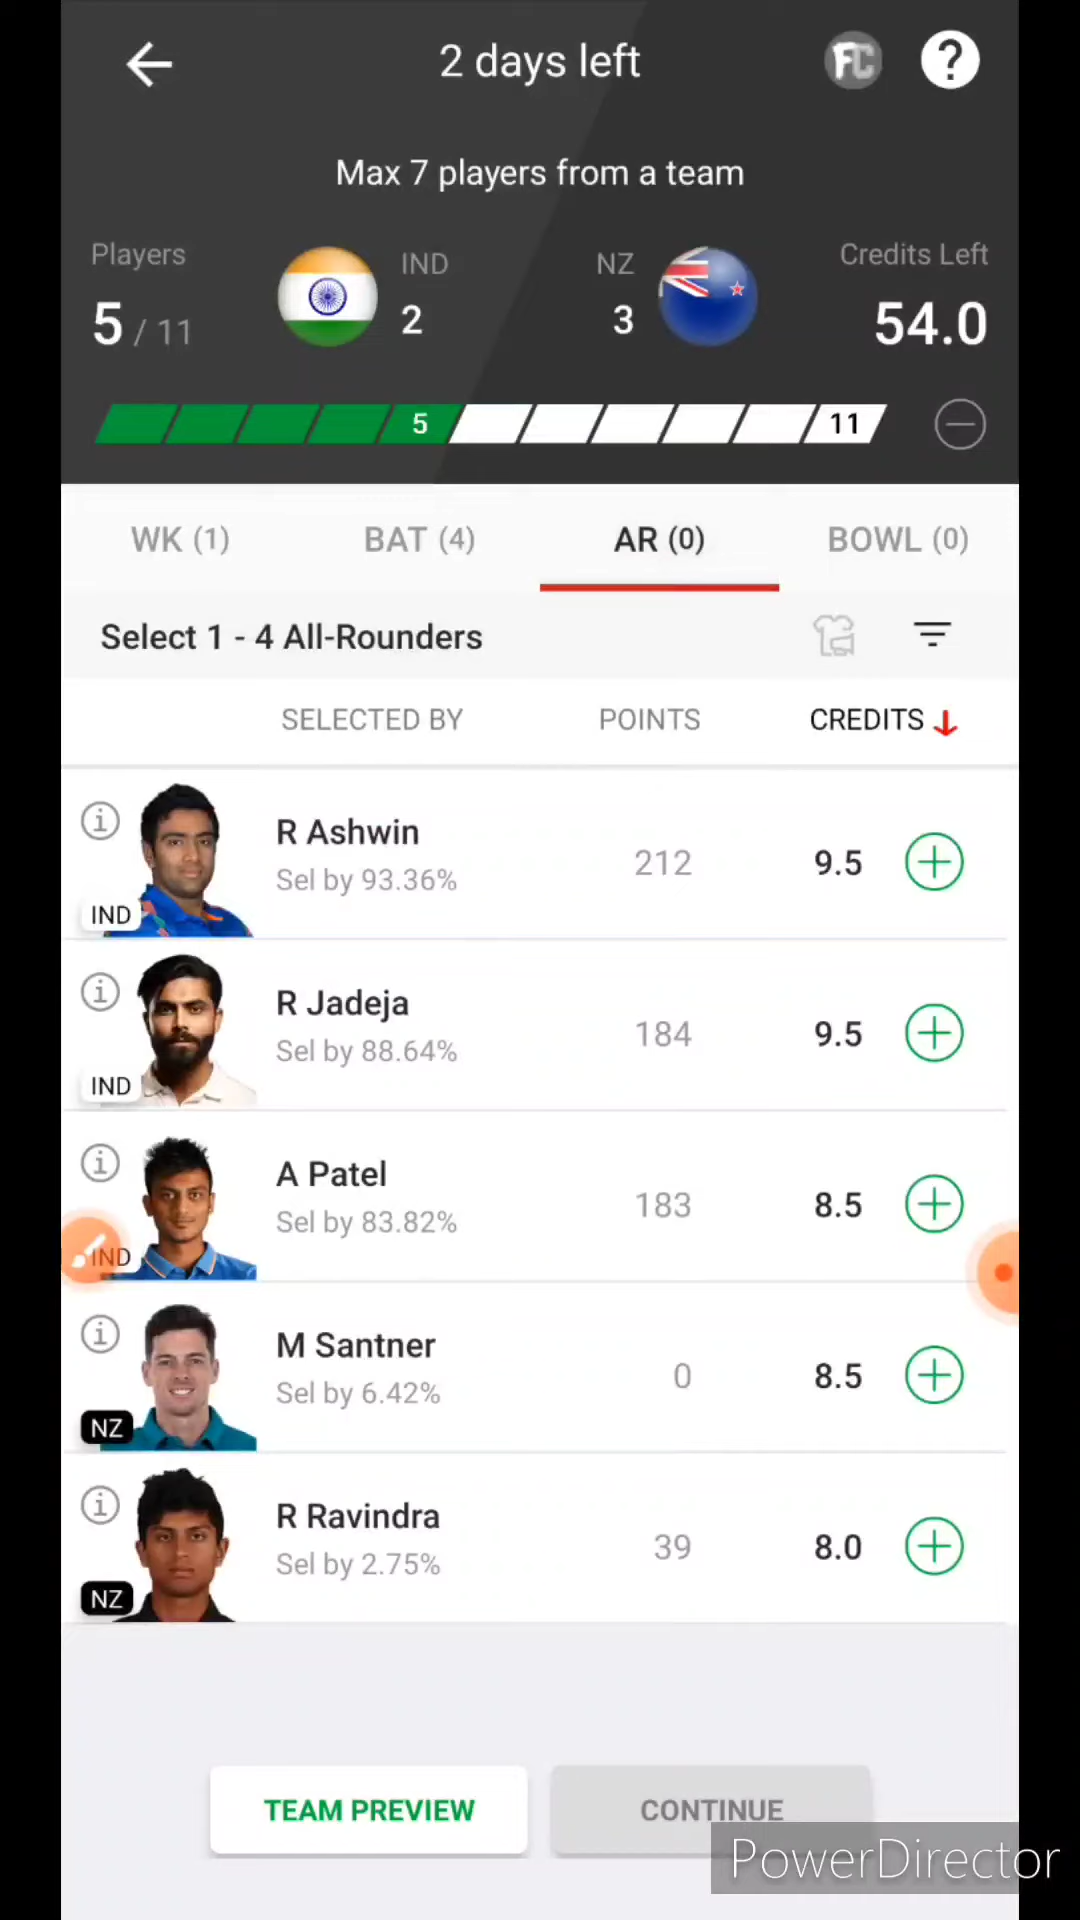 2 days left
FC
?
Max 7 players from a team
Players
IND
NZ
Credits Left
5 / 11
2
3
54.0
5
11
WK (1)
BAT (4)
AR (0)
BOWL (0)
Select 1 - 4 All-Rounders
SELECTED BY
POINTS
CREDITS
R Ashwin
Sel by 93.36%
212
9.5
IND
R Jadeja
Sel by 88.64%
184
9.5
IND
A Patel
Sel by 83.82%
183
8.5
IND
M Santner
Sel by 6.42%
0
8.5
NZ
R Ravindra
Sel by 2.75%
39
8.0
NZ
TEAM PREVIEW
CONTINUE
PowerDirector